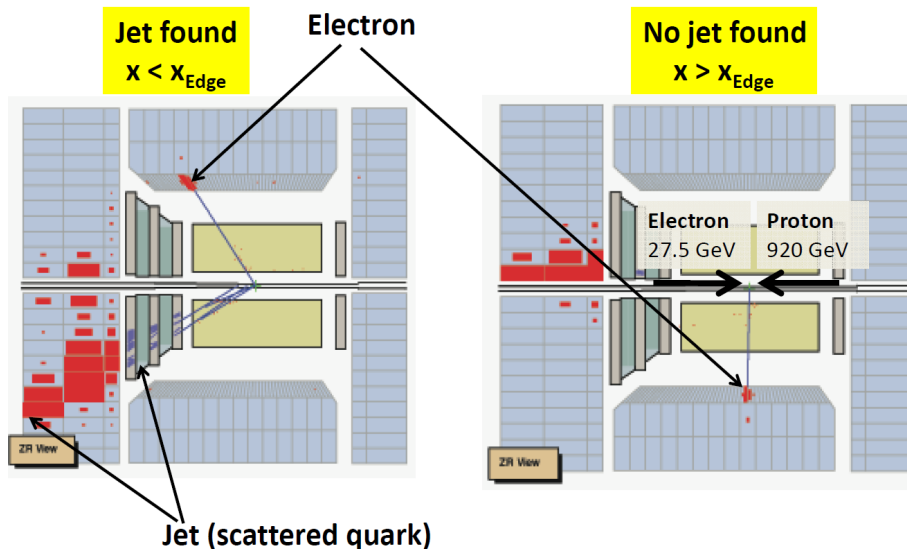 Jet found
x < xEdge
Electron
No jet found
x > xEdge
Electron
27.5 GeV
Proton
920 GeV
ZR View
ZR View
Jet (scattered quark)